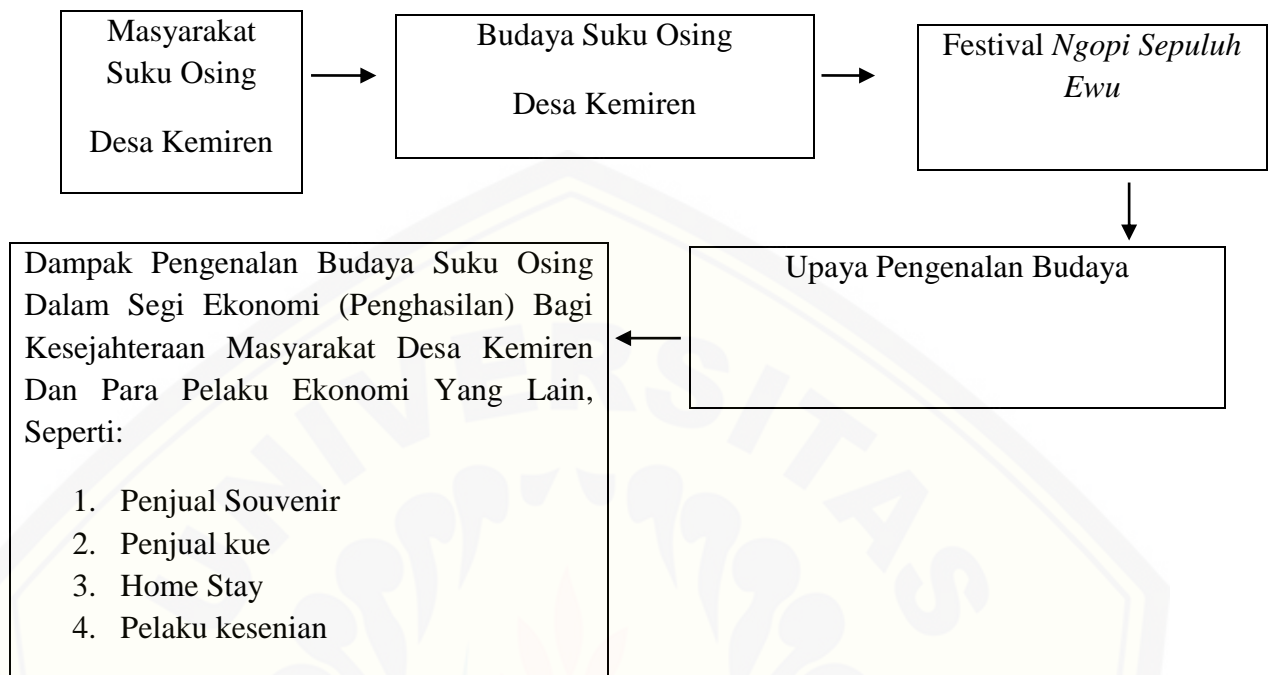 Masyarakat
Suku Osing
Desa Kemiren
Budaya Suku Osing
Desa Kemiren
Festival Ngopi Sepuluh
Ewu
Upaya Pengenalan Budaya
Dampak Pengenalan Budaya Suku Osing
Dalam Segi Ekonomi (Penghasilan) Bagi
Kesejahteraan Masyarakat Desa Kemiren
Dan Para Pelaku Ekonomi Yang Lain,
Seperti:
1. Penjual Souvenir
2. Penjual kue
3. Home Stay
4. Pelaku kesenian
UNIVERSITAS